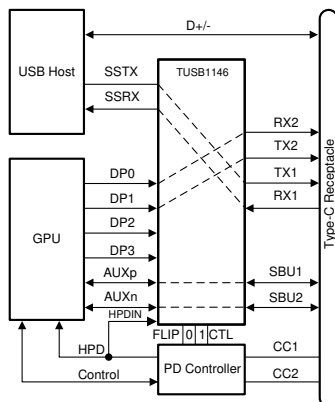 D+/-
USB Host
TUSB1146
SSTX
SSRX
RX2
TX2
TX1
RX1
Type-C Receptacle
GPU
DP0
DP1
DP2
DP3
AUXp
AUXn
SBU1
SBU2
HPDIN
FLIP 0 1 CTL
HPD
Control
PD Controller
CC1
CC2